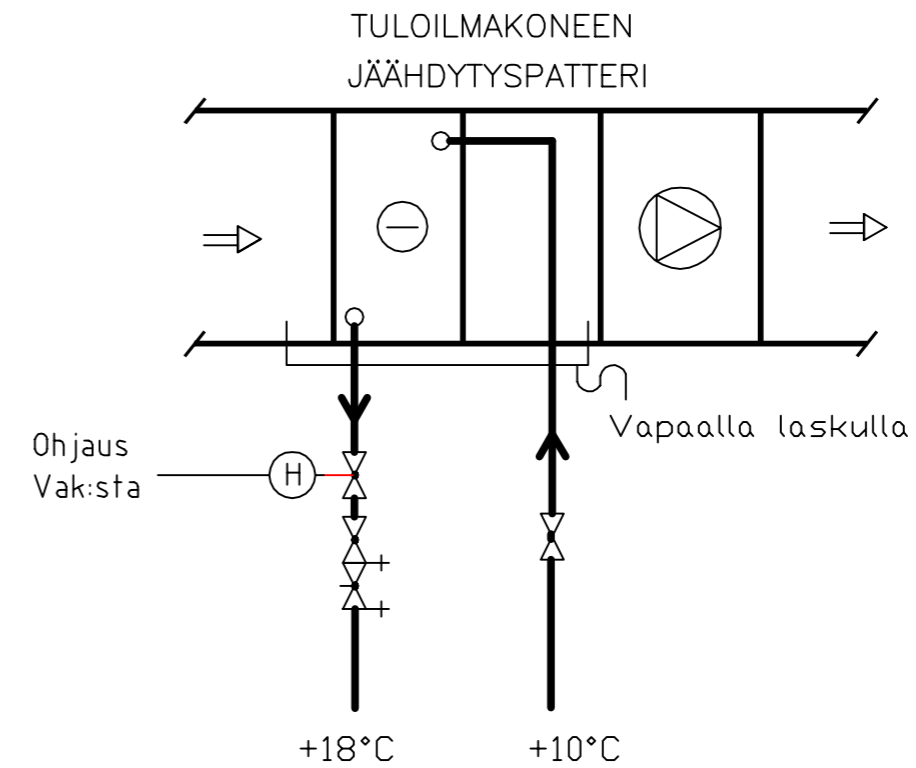 TULOILMAKONEEN
JÄÄHDYTYSPATTERI
Vapaalla laskulla
Ohjaus
Vak:sta
H
+18°C
+10°C